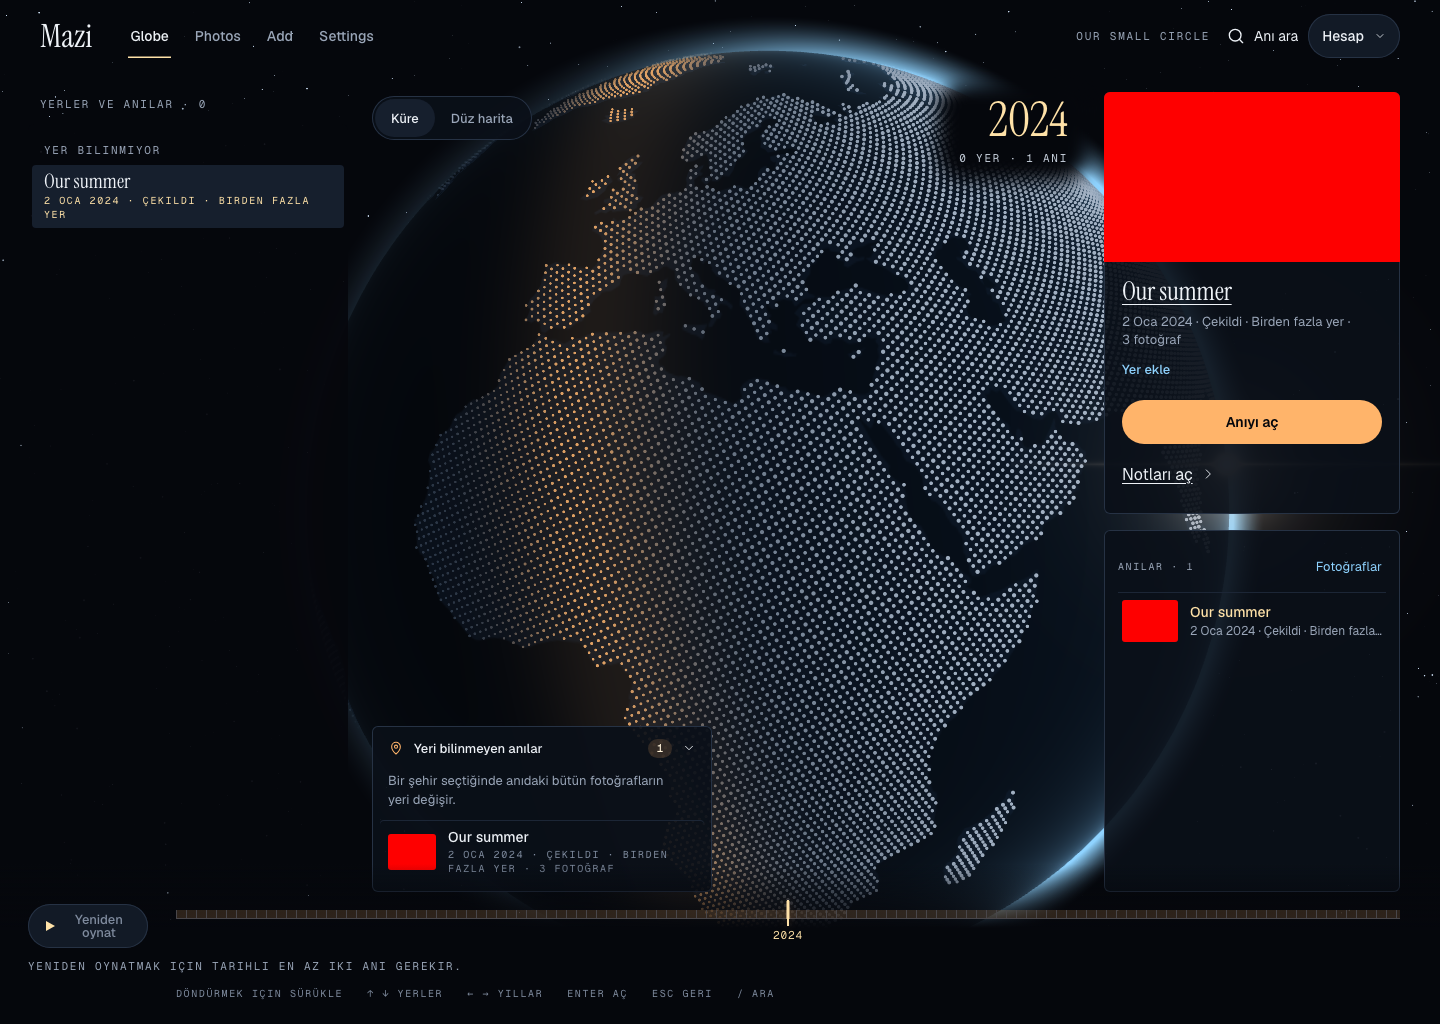 Mazi
Globe
Photos
Add
Settings
OUR SMALL CIRCLE
Anı ara
Hesap
YERLER VE ANILAR · 0
YER BILINMIYOR
Our summer
2 OCA 2024 · ÇEKILDI · BIRDEN FAZLA
YER
Küre
Düz harita
2024
0 YER · 1 ANI
Our summer
2 Oca 2024 · Çekildi · Birden fazla yer ·
3 fotoğraf
Yer ekle
Anıyı aç
Notları aç
ANILAR · 1
Fotoğraflar
Our summer
2 Oca 2024 · Çekildi · Birden fazla…
Yeri bilinmeyen anılar
1
Bir şehir seçtiğinde anıdaki bütün fotoğrafların
yeri değişir.
Our summer
2 OCA 2024 · ÇEKILDI · BIRDEN
FAZLA YER · 3 FOTOĞRAF
Yeniden
oynat
2024
YENIDEN OYNATMAK IÇIN TARIHLI EN AZ IKI ANI GEREKIR.
DÖNDÜRMEK IÇIN SÜRÜKLE
↑ ↓ YERLER
← → YILLAR
ENTER AÇ
ESC GERI
/ ARA